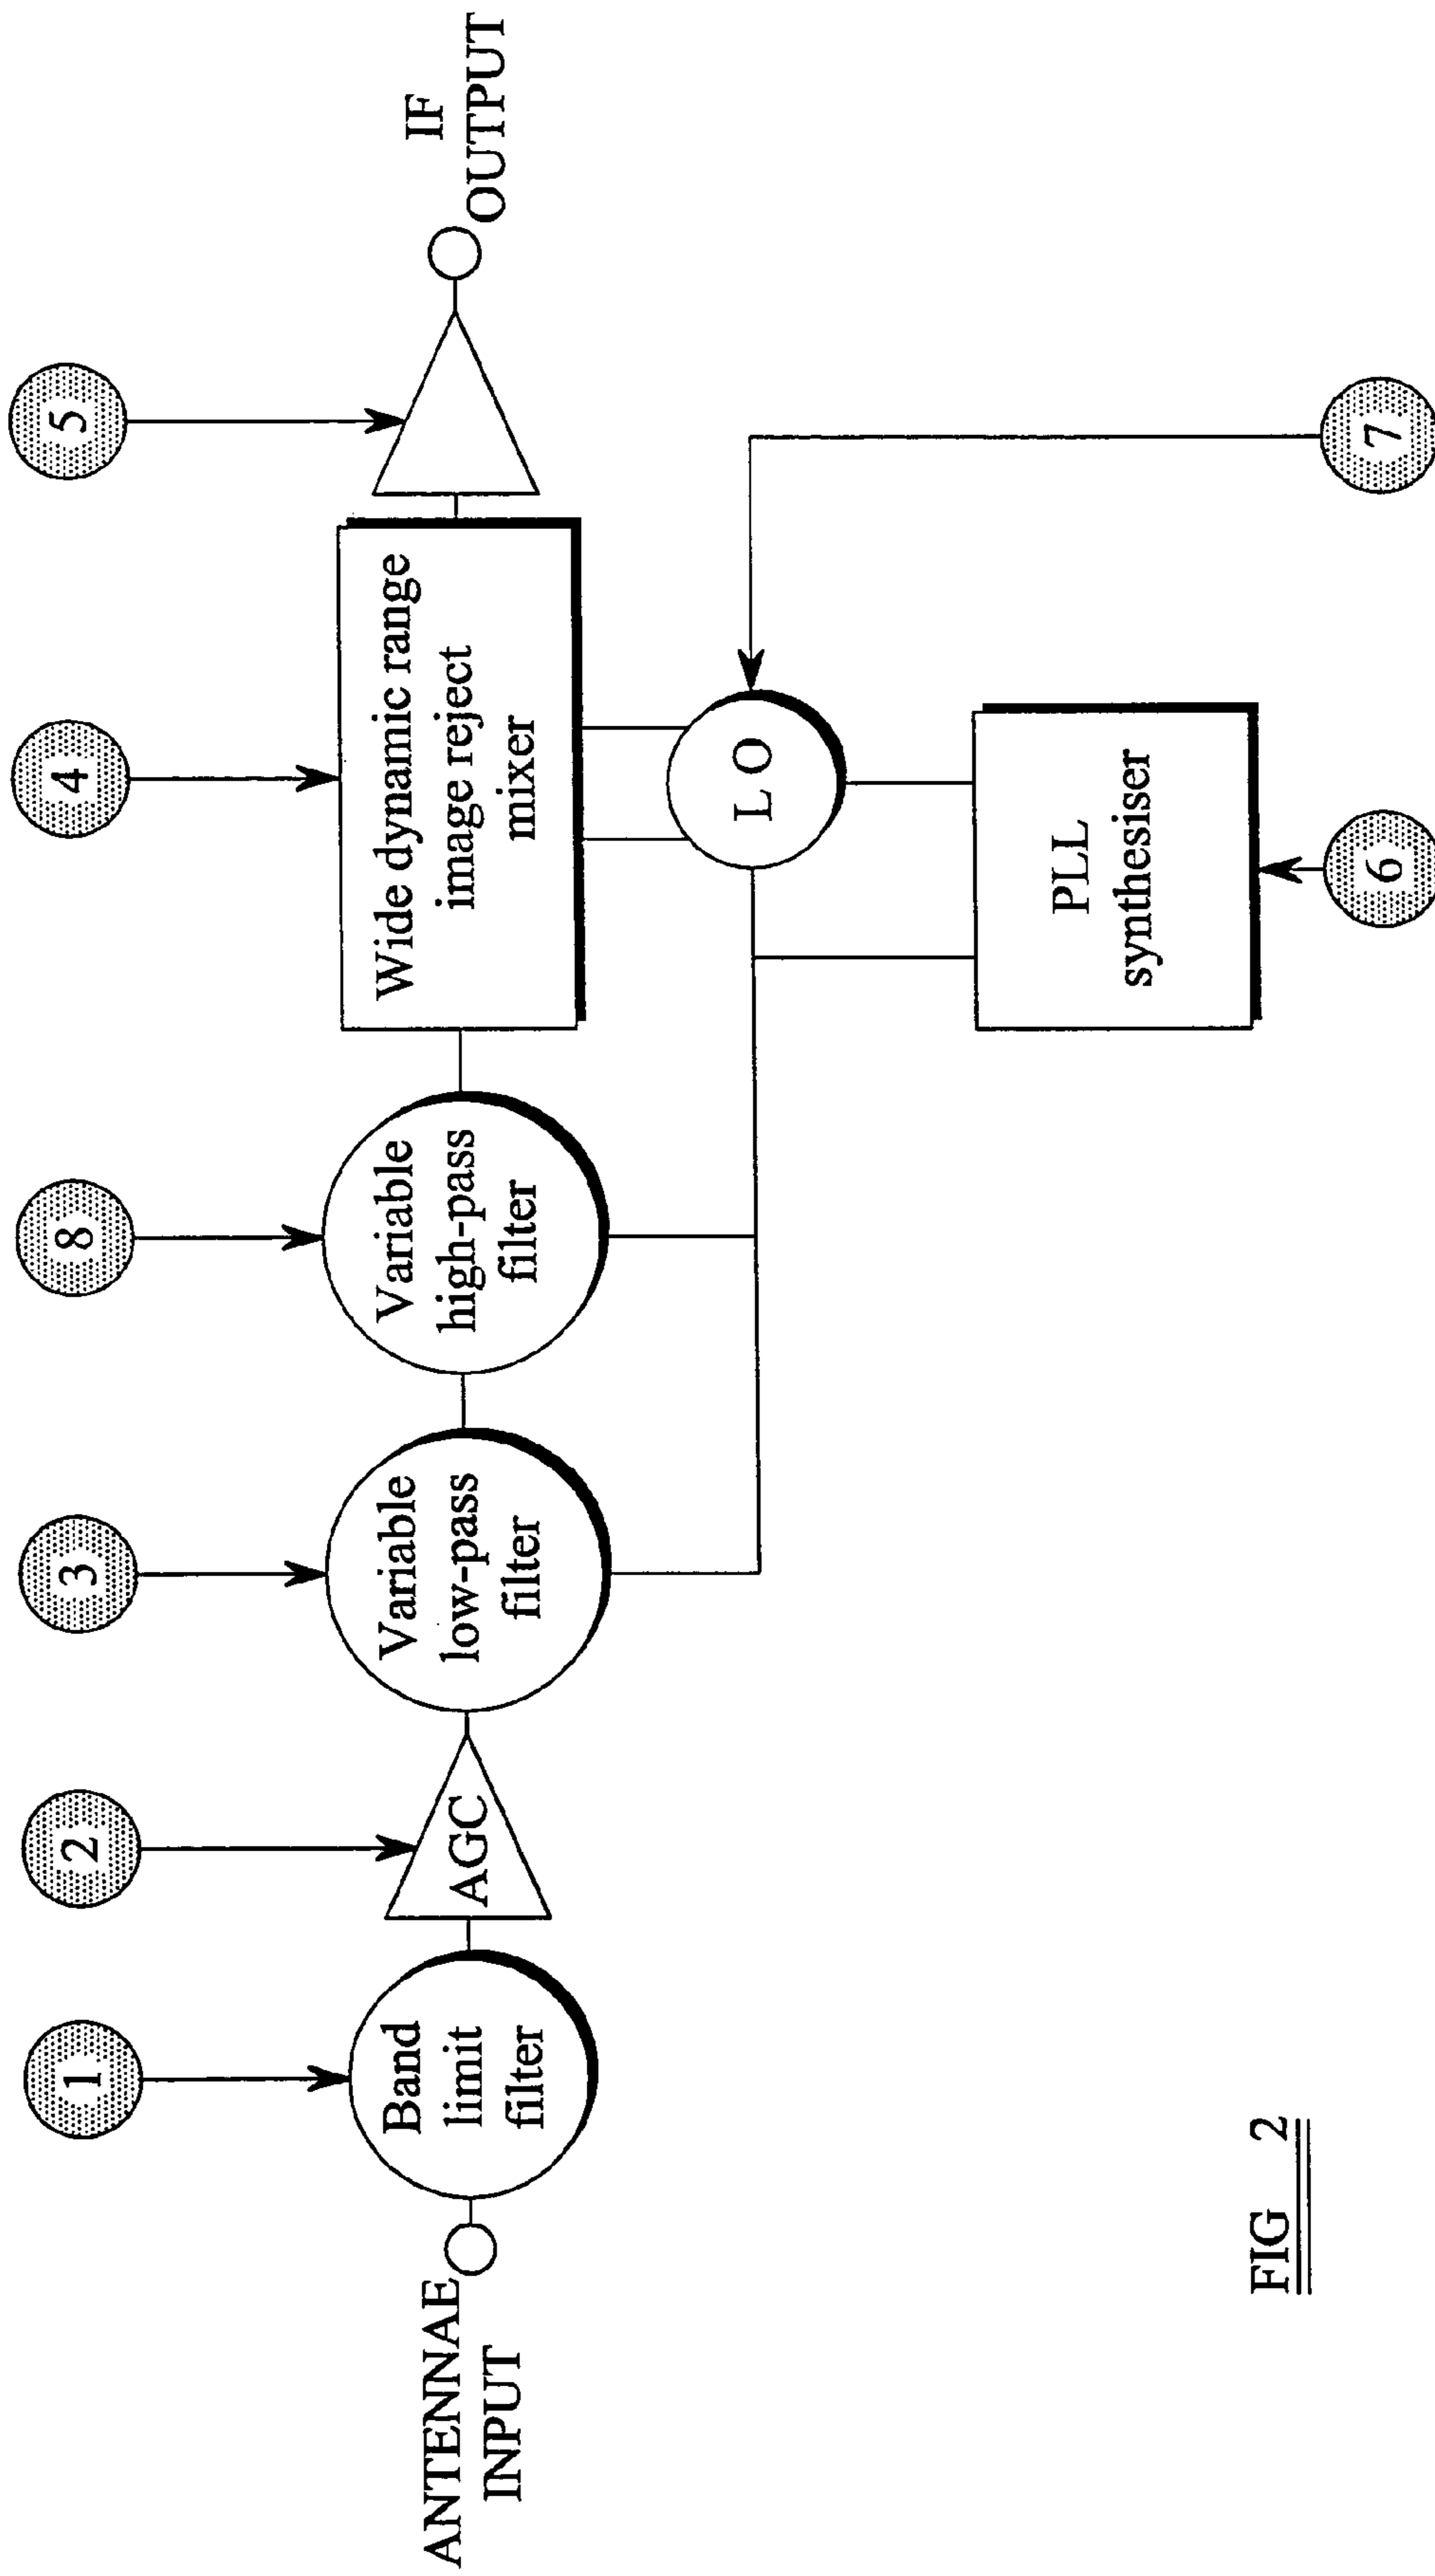 1
2
3
8
4
5
ANTENNAE
INPUT
Band
limit
filter
AGC
Variable
low-pass
filter
Variable
high-pass
filter
Wide dynamic range
image reject
mixer
IF
OUTPUT
L O
PLL
synthesiser
6
7
FIG 2